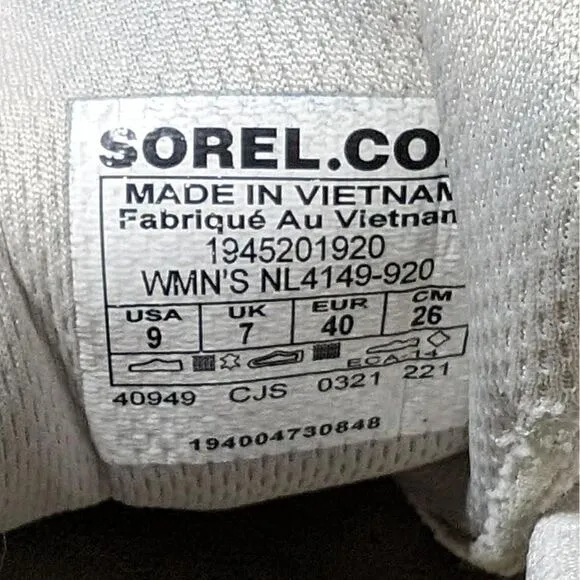 SOREL.CO
MADE IN VIETNAM
Fabriqué Au Vietnam
1945201920
WMN'S NL4149-920
USA UK EUR CM
9 7 40 26
ECA-14
40949 CJS 0321 221
194004730848